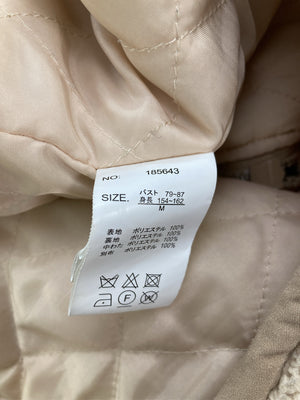 NO: 185643
SIZE. バスト 79~87
身長 154~162
M
表地 ポリエステル 100%
裏地 ポリエステル 100%
中わた ポリエステル 100%
別布 ポリエステル 100%
F W